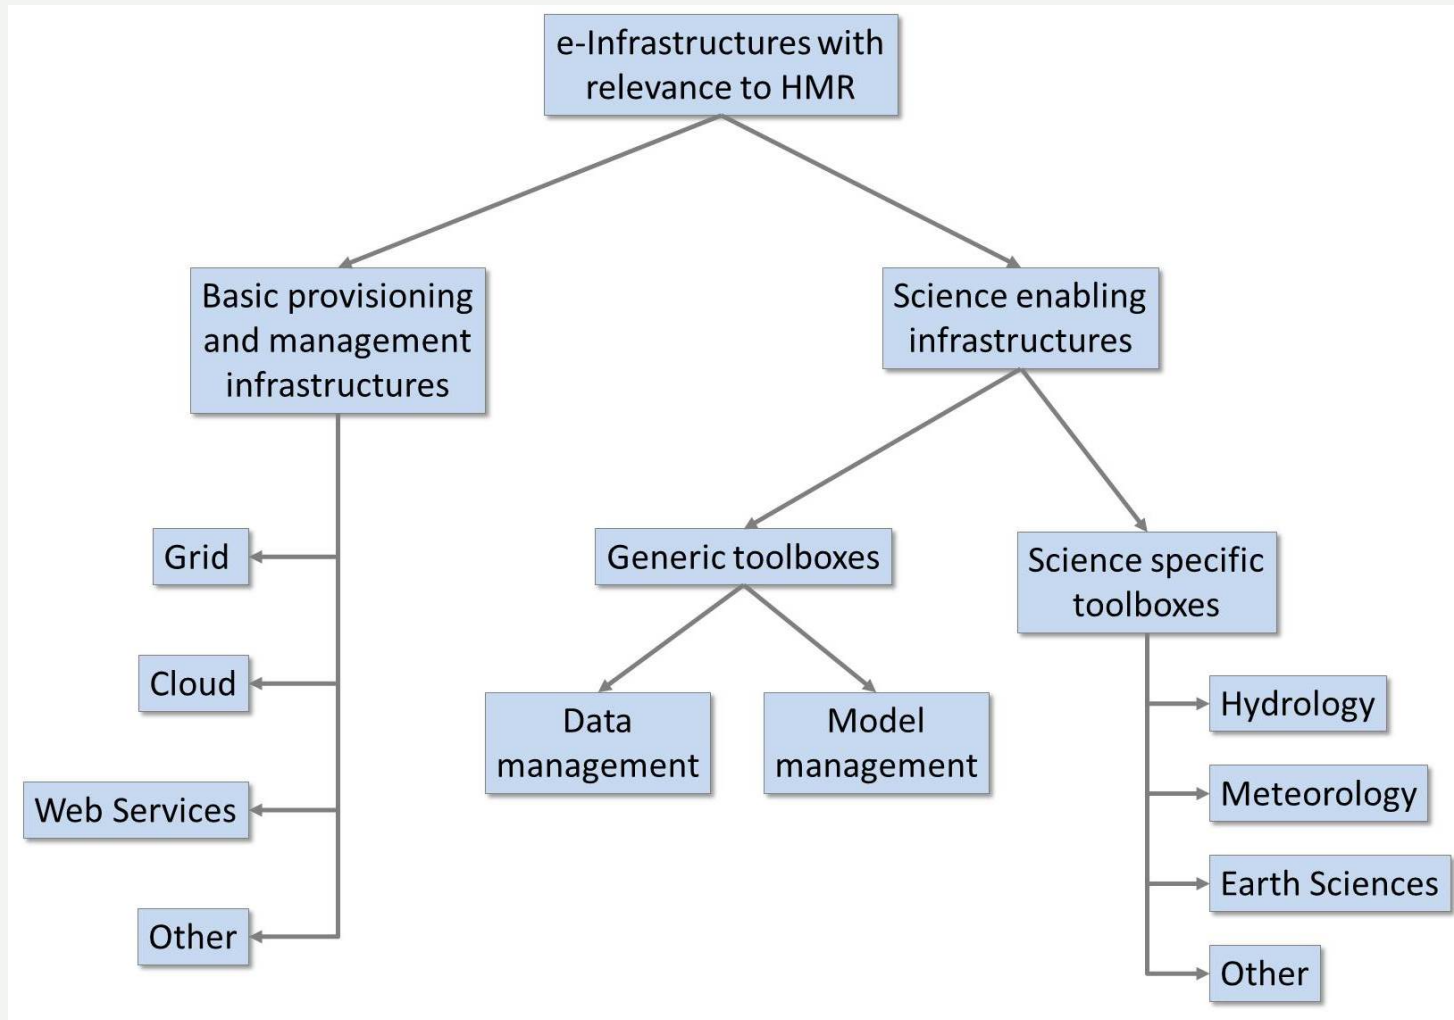 e-Infrastructures with
relevance to HMR
Basic provisioning
and management
infrastructures
Science enabling
infrastructures
Grid
Cloud
Web Services
Other
Generic toolboxes
Data
management
Model
management
Science specific
toolboxes
Hydrology
Meteorology
Earth Sciences
Other